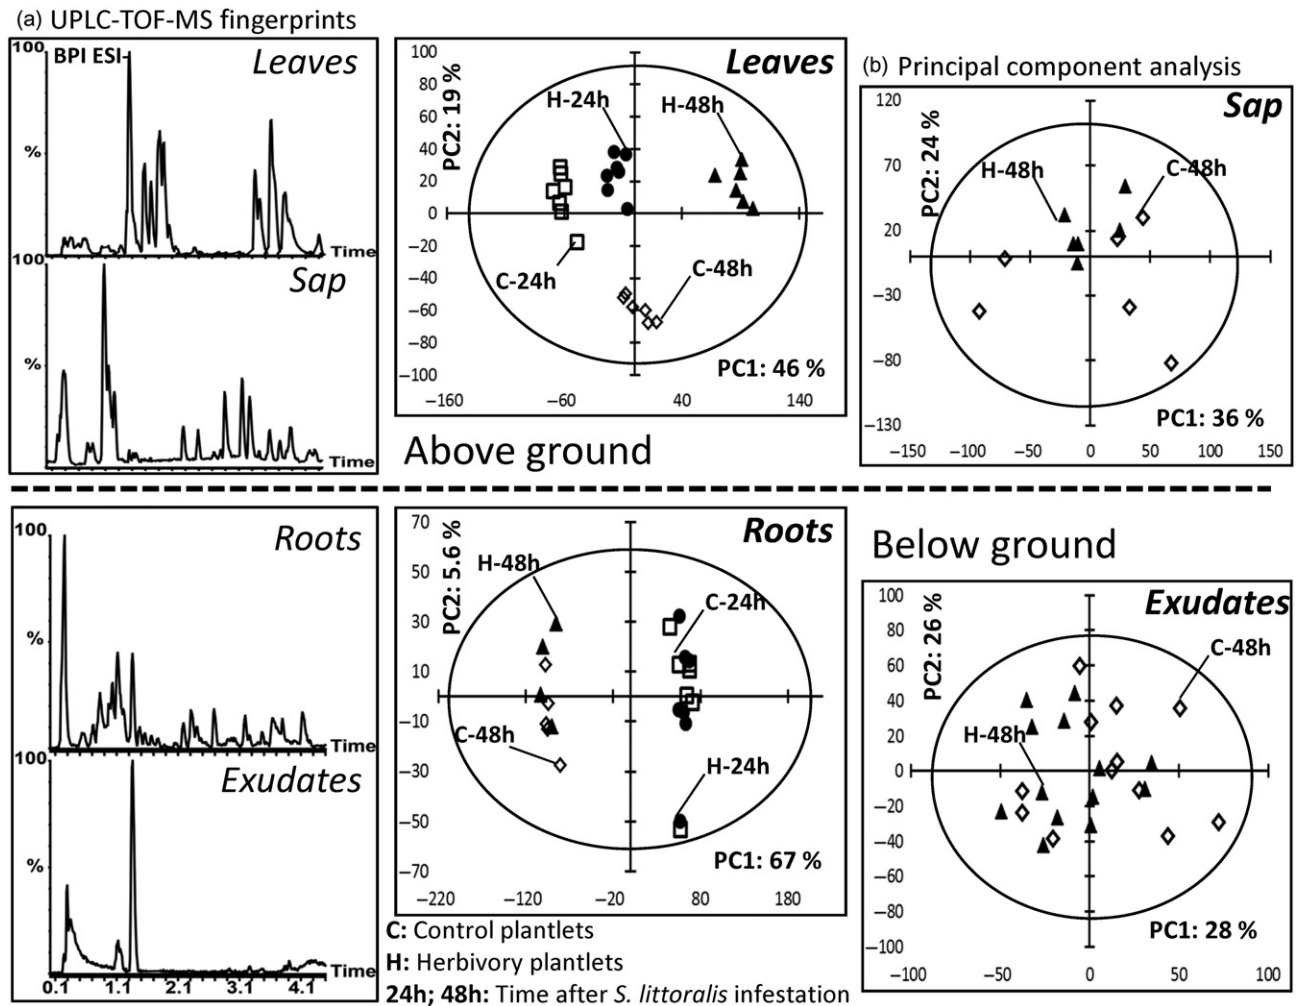 (a) UPLC-TOF-MS fingerprints
100
BPI ESI-
Leaves
%
Time
100
Sap
%
Time
Leaves
PC2: 19 %
100
80
60
40
20
0
−20
−40
−60
−80
−100
H-24h
H-48h
C-24h
C-48h
PC1: 46 %
−160 −60 40 140
(b) Principal component analysis
Sap
PC2: 24 %
120
70
20
−30
−80
−130
H-48h
C-48h
PC1: 36 %
−150 −100 −50 0 50 100 150
Above ground
100
Roots
%
Time
100
Exudates
%
Time
0.1 1.1 2.1 3.1 4.1
Roots
PC2: 5.6 %
70
50
30
10
−10
−30
−50
−70
H-48h
C-24h
C-48h
H-24h
PC1: 67 %
−220 −120 −20 80 180
Below ground
Exudates
PC2: 26 %
100
80
60
40
20
0
−20
−40
−60
−80
−100
C-48h
H-48h
PC1: 28 %
−100 −50 0 50 100
C: Control plantlets
H: Herbivory plantlets
24h; 48h: Time after S. littoralis infestation